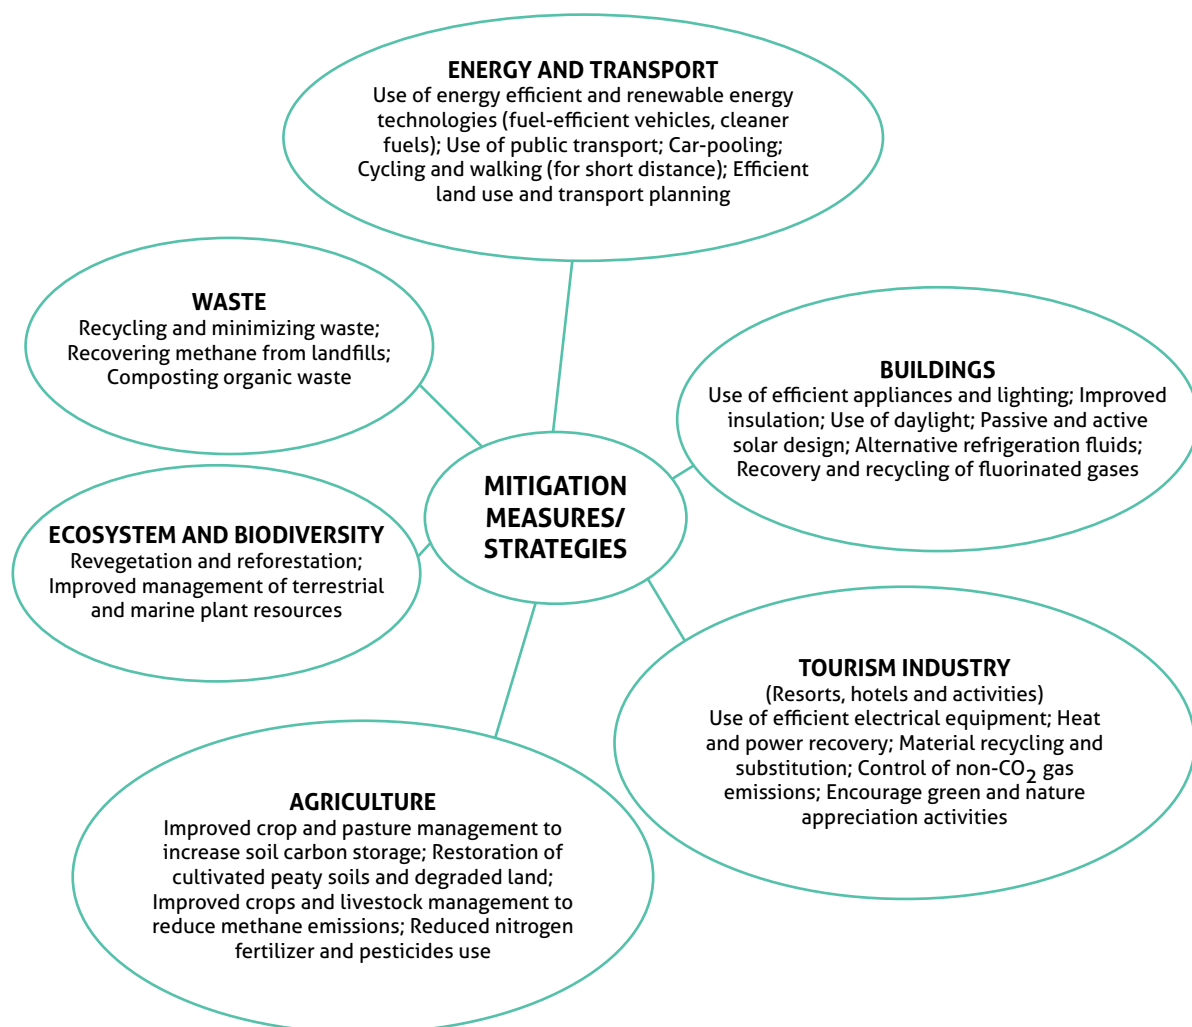 ENERGY AND TRANSPORT
Use of energy efficient and renewable energy
technologies (fuel-efficient vehicles, cleaner
fuels); Use of public transport; Car-pooling;
Cycling and walking (for short distance); Efficient
land use and transport planning
WASTE
Recycling and minimizing waste;
Recovering methane from landfills;
Composting organic waste
BUILDINGS
Use of efficient appliances and lighting; Improved
insulation; Use of daylight; Passive and active
solar design; Alternative refrigeration fluids;
Recovery and recycling of fluorinated gases
MITIGATION
MEASURES/
STRATEGIES
ECOSYSTEM AND BIODIVERSITY
Revegetation and reforestation;
Improved management of terrestrial
and marine plant resources
TOURISM INDUSTRY
(Resorts, hotels and activities)
Use of efficient electrical equipment; Heat
and power recovery; Material recycling and
substitution; Control of non-CO₂ gas
emissions; Encourage green and nature
appreciation activities
AGRICULTURE
Improved crop and pasture management to
increase soil carbon storage; Restoration of
cultivated peaty soils and degraded land;
Improved crops and livestock management to
reduce methane emissions; Reduced nitrogen
fertilizer and pesticides use